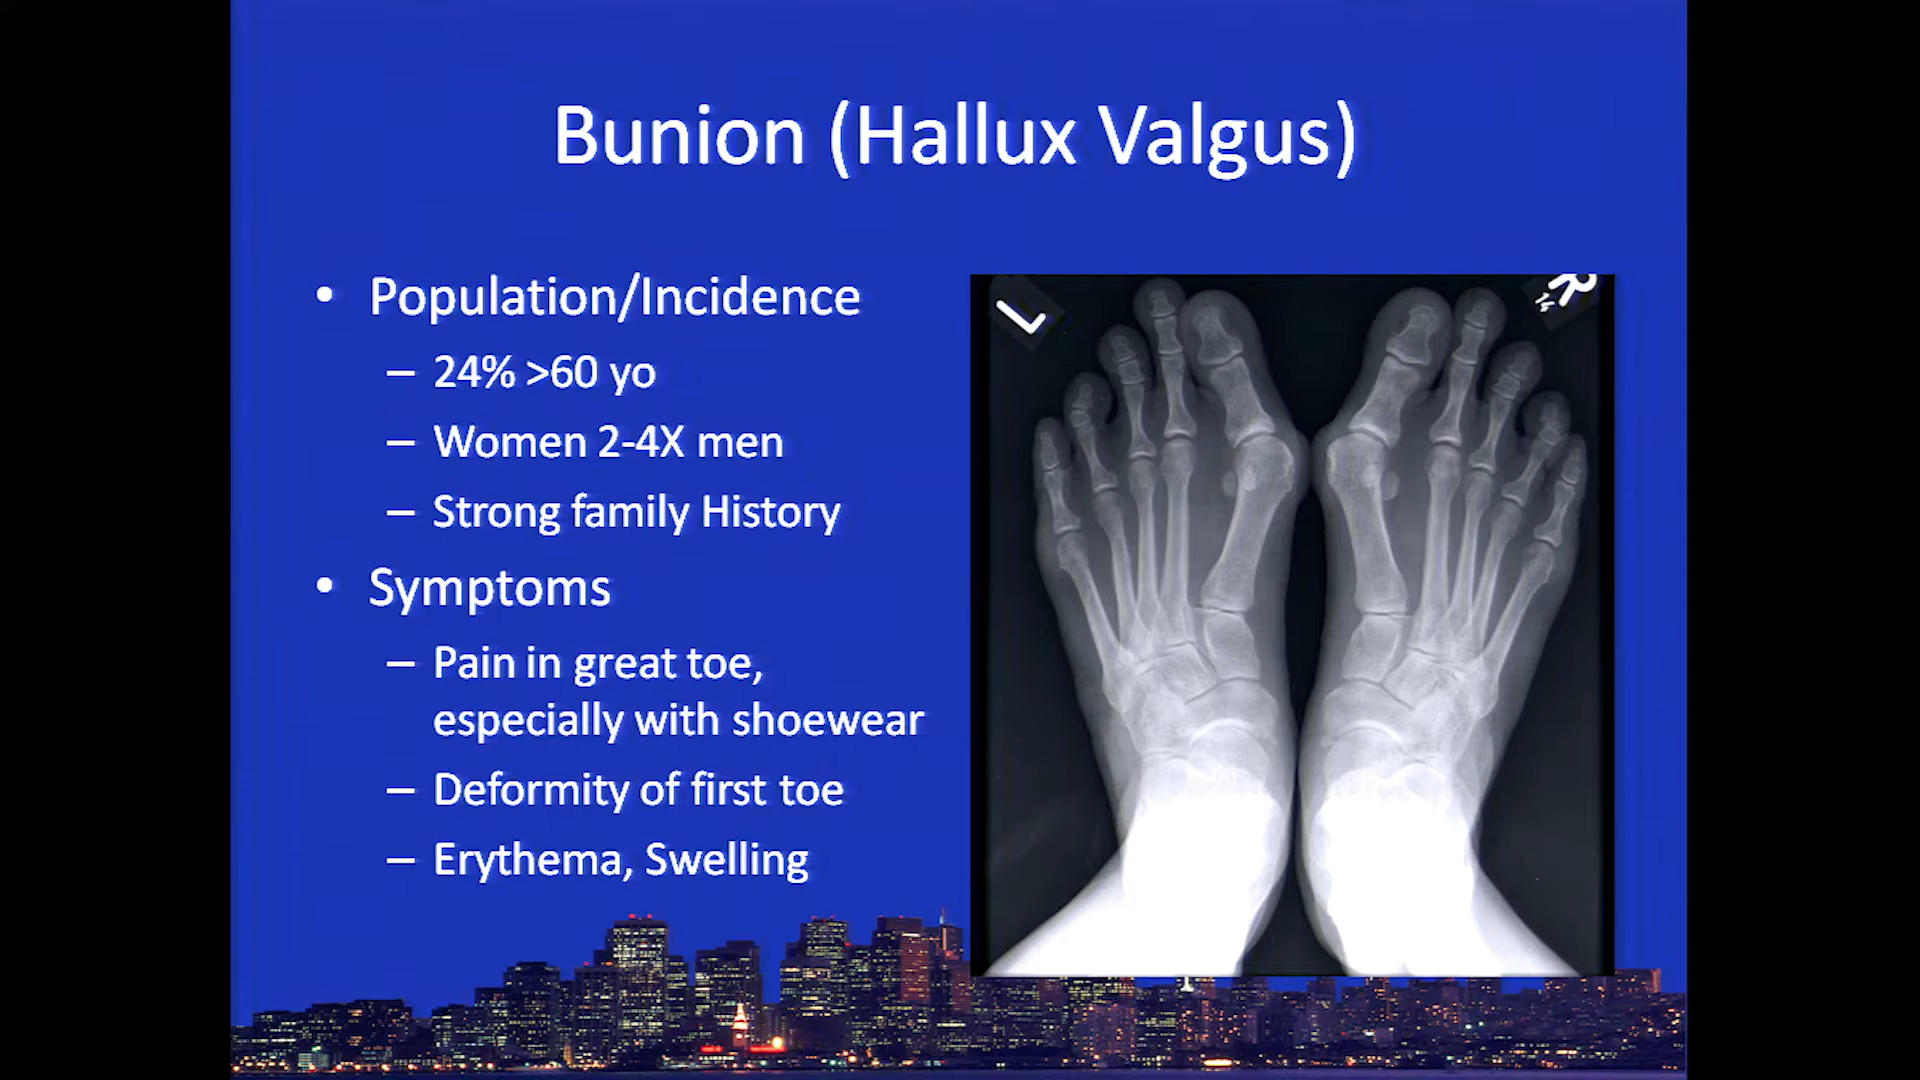 Bunion (Hallux Valgus)
• Population/Incidence
– 24% >60 yo
– Women 2-4X men
– Strong family History
• Symptoms
– Pain in great toe,
especially with shoewear
– Deformity of first toe
– Erythema, Swelling
L
R